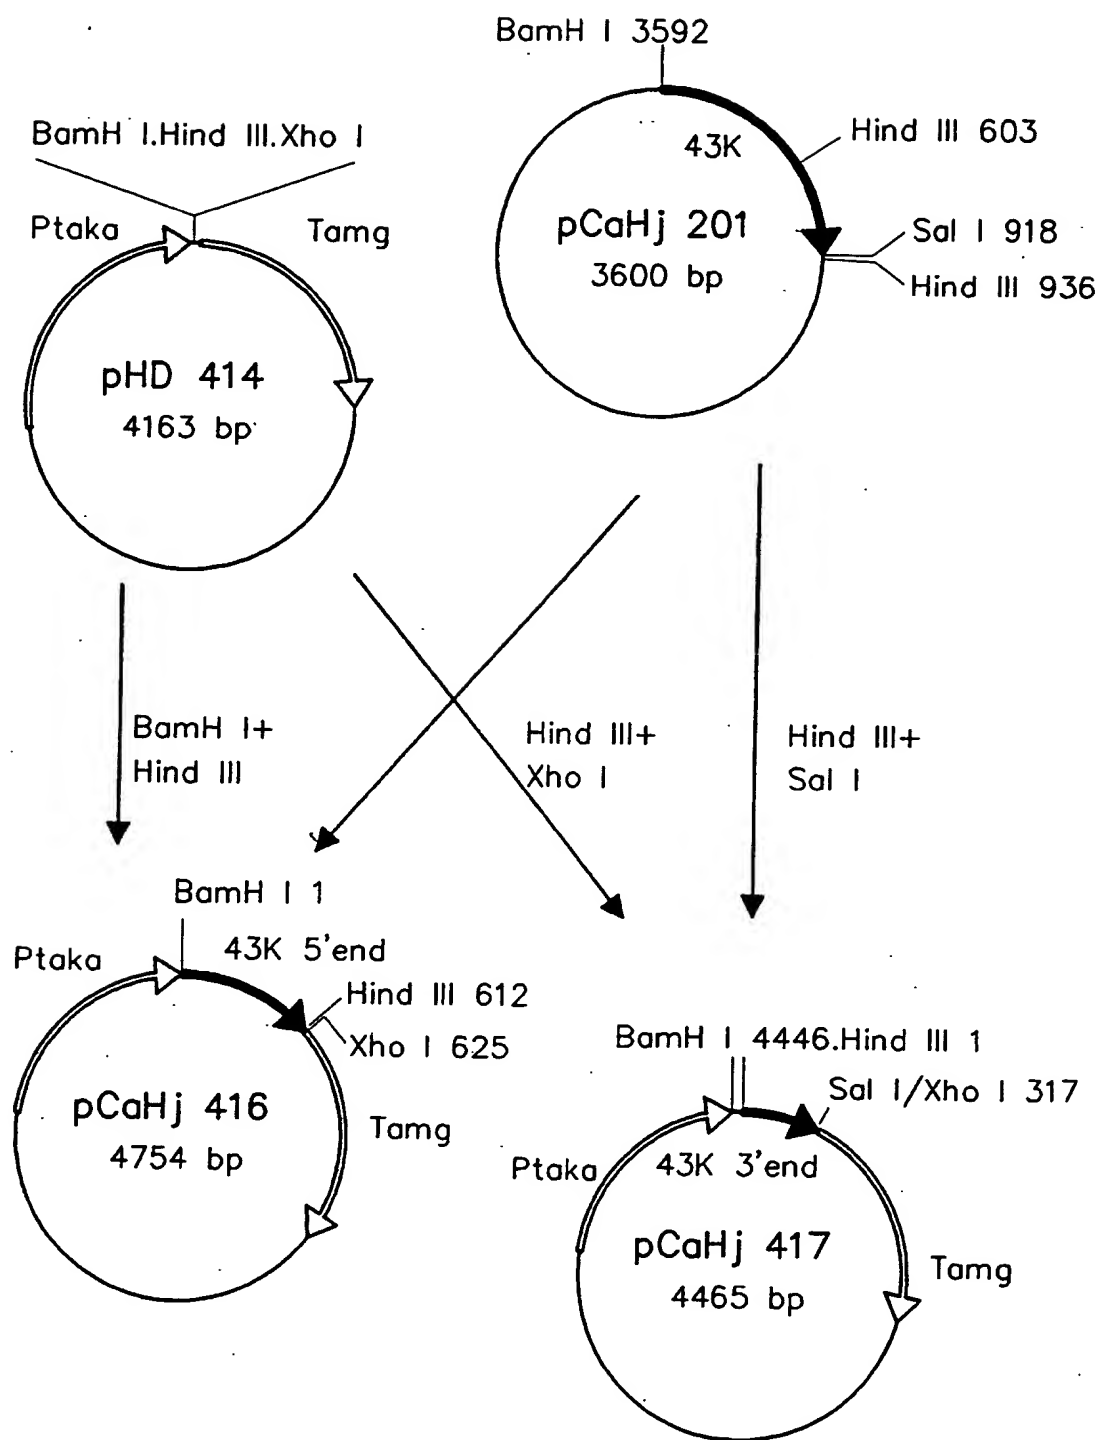 BamH I 3592
BamH I.Hind III.Xho I
Hind III 603
43K
Ptaka
Tamg
pCaHj 201
3600 bp
Sal I 918
Hind III 936
pHD 414
4163 bp
BamH I+
Hind III
Hind III+
Xho I
Hind III+
Sal I
BamH I 1
Ptaka
43K 5'end
Hind III 612
Xho I 625
pCaHj 416
4754 bp
Tamg
BamH I 4446.Hind III 1
Sal I/Xho I 317
Ptaka
43K 3'end
pCaHj 417
4465 bp
Tamg